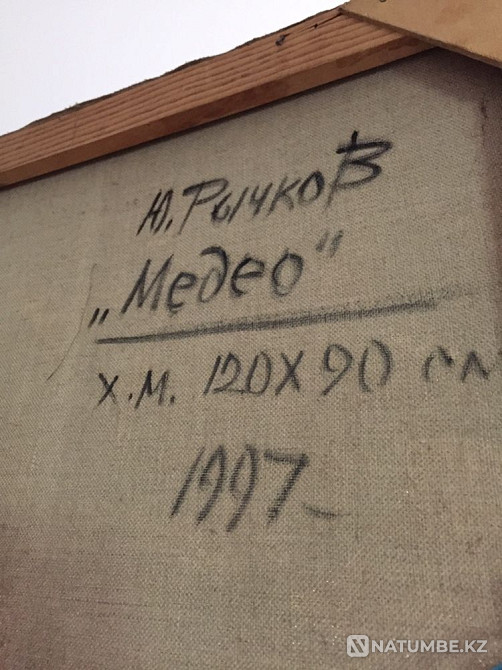 Ю. Рычков
„Медео"
х.м. 120х90 см
1997
NATUMBE.KZ